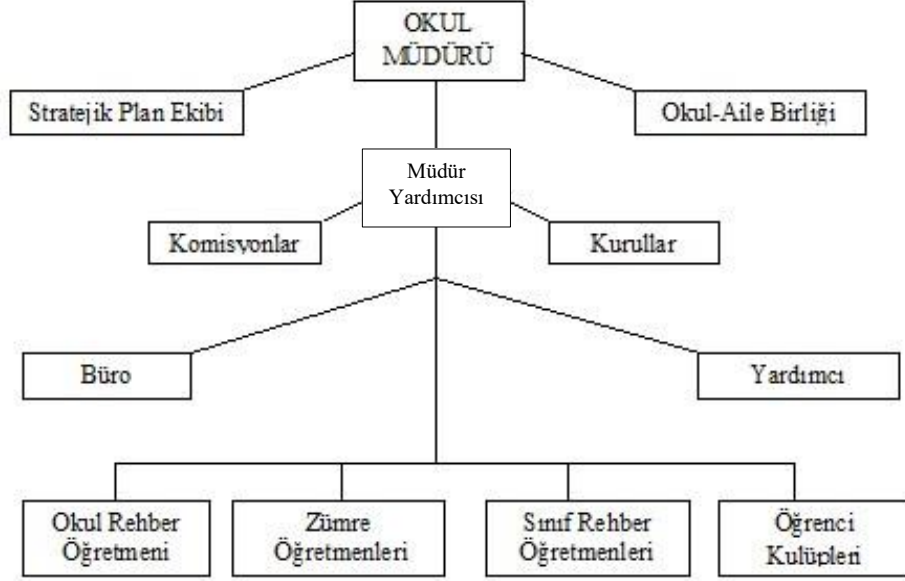 OKUL
MÜDÜRÜ
Stratejik Plan Ekibi
Okul-Aile Birliği
Müdür
Yardımcısı
Komisyonlar
Kurullar
Büro
Yardımcı
Okul Rehber
Öğretmeni
Zümre
Öğretmenleri
Sınıf Rehber
Öğretmenleri
Öğrenci
Kulüpleri